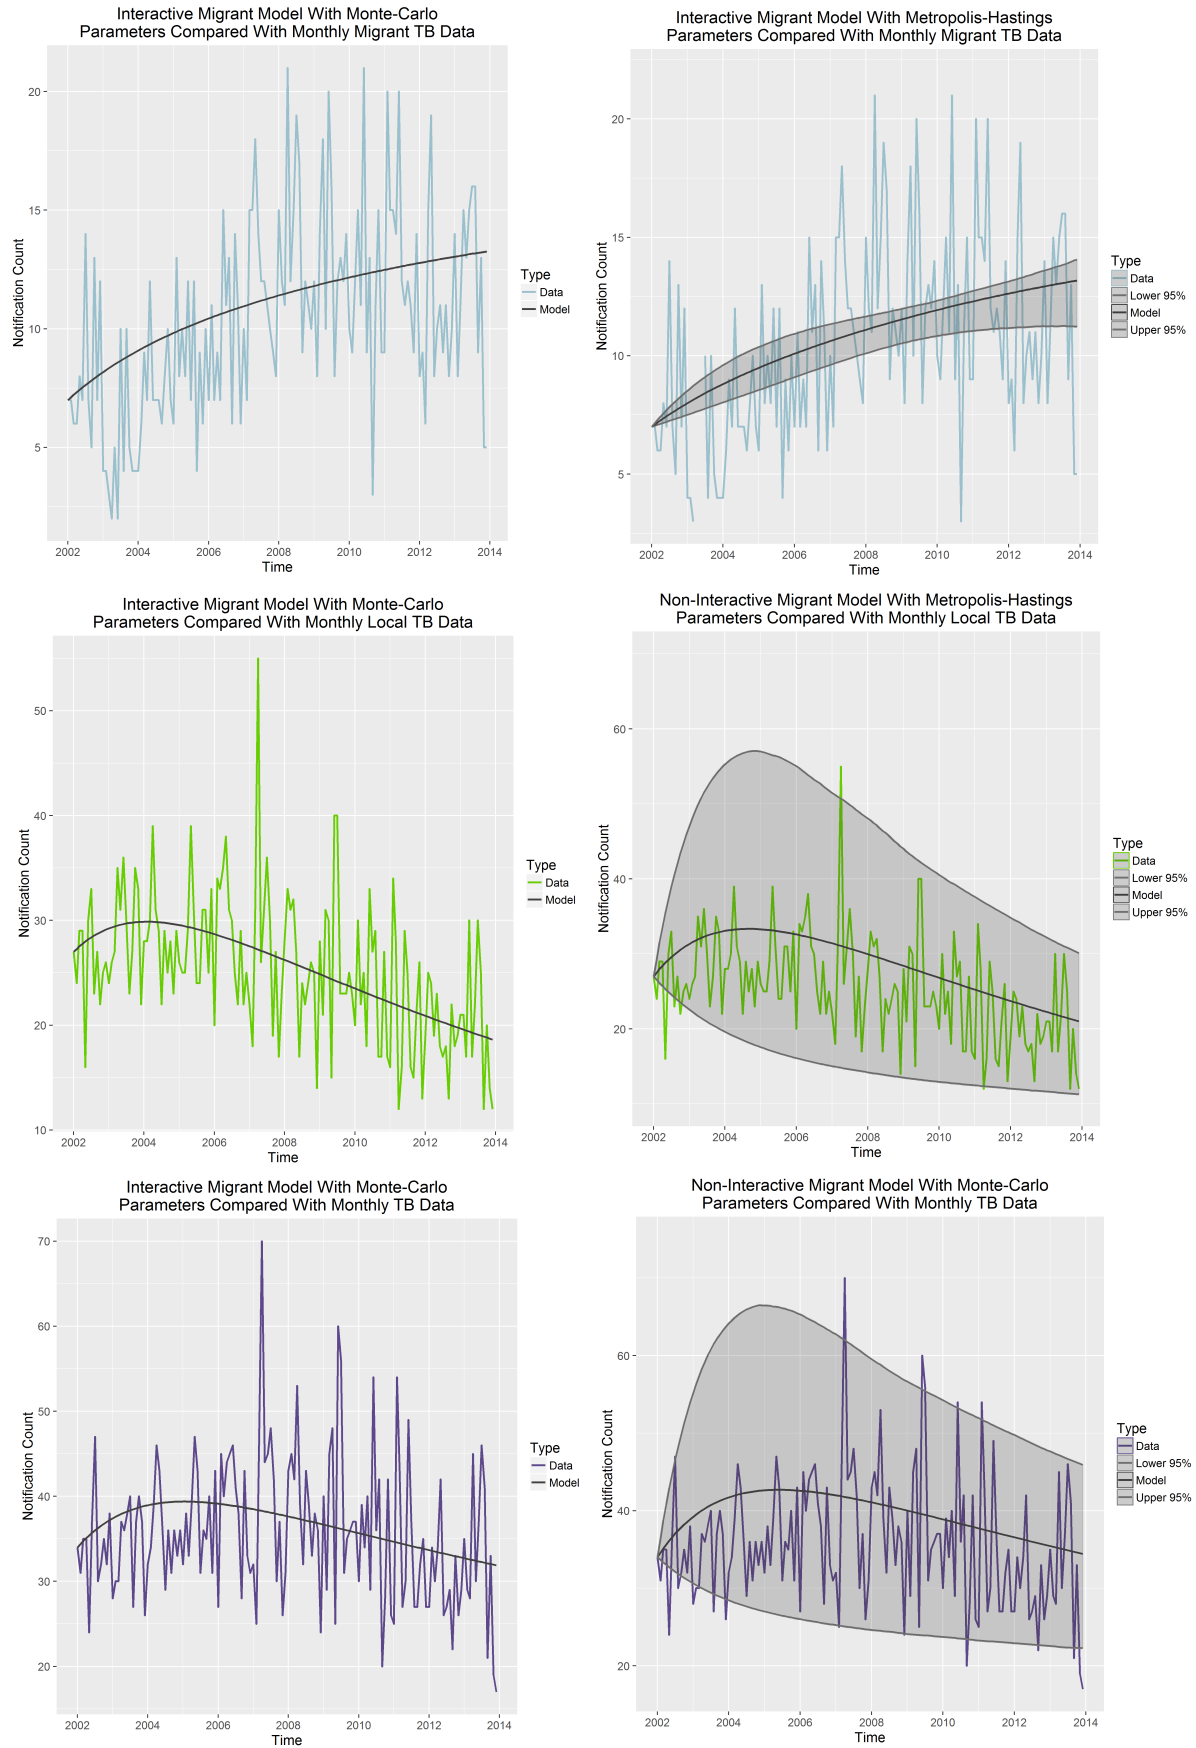 Interactive Migrant Model With Monte-Carlo
Parameters Compared With Monthly Migrant TB Data
Notification Count
20
15
10
5
2002 2004 2006 2008 2010 2012 2014
Time
Type
Data
Model
Interactive Migrant Model With Metropolis-Hastings
Parameters Compared With Monthly Migrant TB Data
Notification Count
20
15
10
5
2002 2004 2006 2008 2010 2012 2014
Time
Type
Data
Lower 95%
Model
Upper 95%
Interactive Migrant Model With Monte-Carlo
Parameters Compared With Monthly Local TB Data
Notification Count
50
40
30
20
10
2002 2004 2006 2008 2010 2012 2014
Time
Type
Data
Model
Non-Interactive Migrant Model With Metropolis-Hastings
Parameters Compared With Monthly Local TB Data
Notification Count
60
40
20
2002 2004 2006 2008 2010 2012 2014
Time
Type
Data
Lower 95%
Model
Upper 95%
Interactive Migrant Model With Monte-Carlo
Parameters Compared With Monthly TB Data
Notification Count
70
60
50
40
30
20
2002 2004 2006 2008 2010 2012 2014
Time
Type
Data
Model
Non-Interactive Migrant Model With Monte-Carlo
Parameters Compared With Monthly TB Data
Notification Count
60
40
20
2002 2004 2006 2008 2010 2012 2014
Time
Type
Data
Lower 95%
Model
Upper 95%